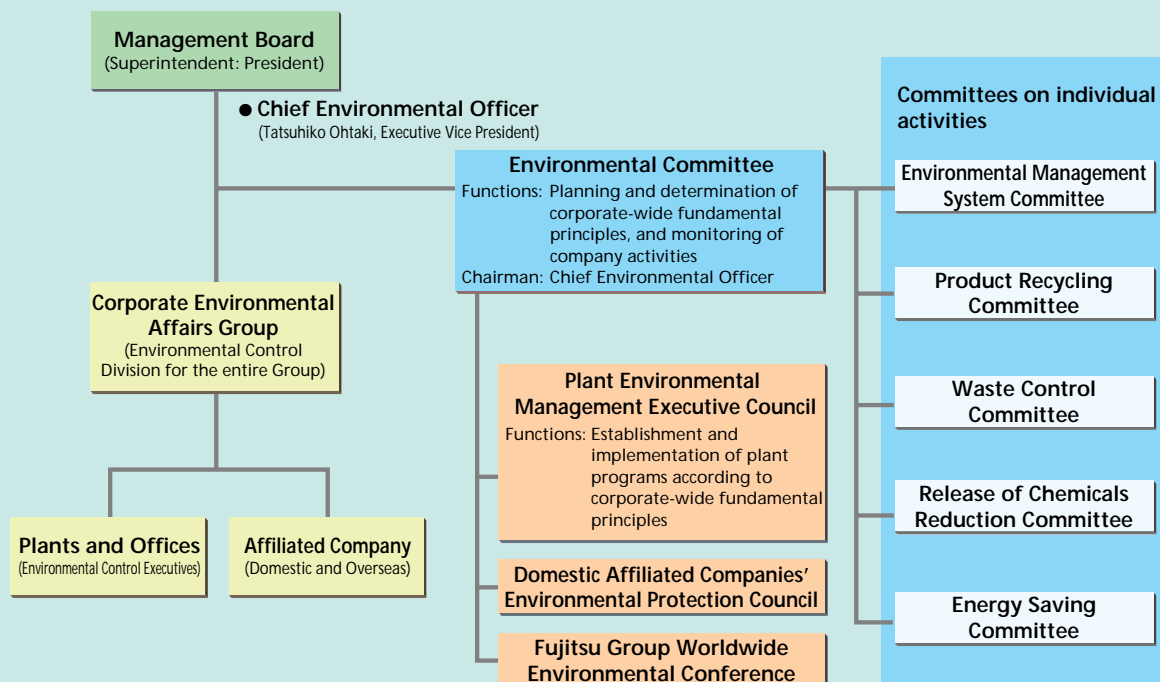 Management Board
(Superintendent: President)
● Chief Environmental Officer
(Tatsuhiko Ohtaki, Executive Vice President)
Environmental Committee
Functions: Planning and determination of
corporate-wide fundamental
principles, and monitoring of
company activities
Chairman: Chief Environmental Officer
Corporate Environmental
Affairs Group
(Environmental Control
Division for the entire Group)
Plants and Offices
(Environmental Control Executives)
Affiliated Company
(Domestic and Overseas)
Plant Environmental
Management Executive Council
Functions: Establishment and
implementation of plant
programs according to
corporate-wide fundamental
principles
Domestic Affiliated Companies’
Environmental Protection Council
Fujitsu Group Worldwide
Environmental Conference
Committees on individual
activities
Environmental Management
System Committee
Product Recycling
Committee
Waste Control
Committee
Release of Chemicals
Reduction Committee
Energy Saving
Committee